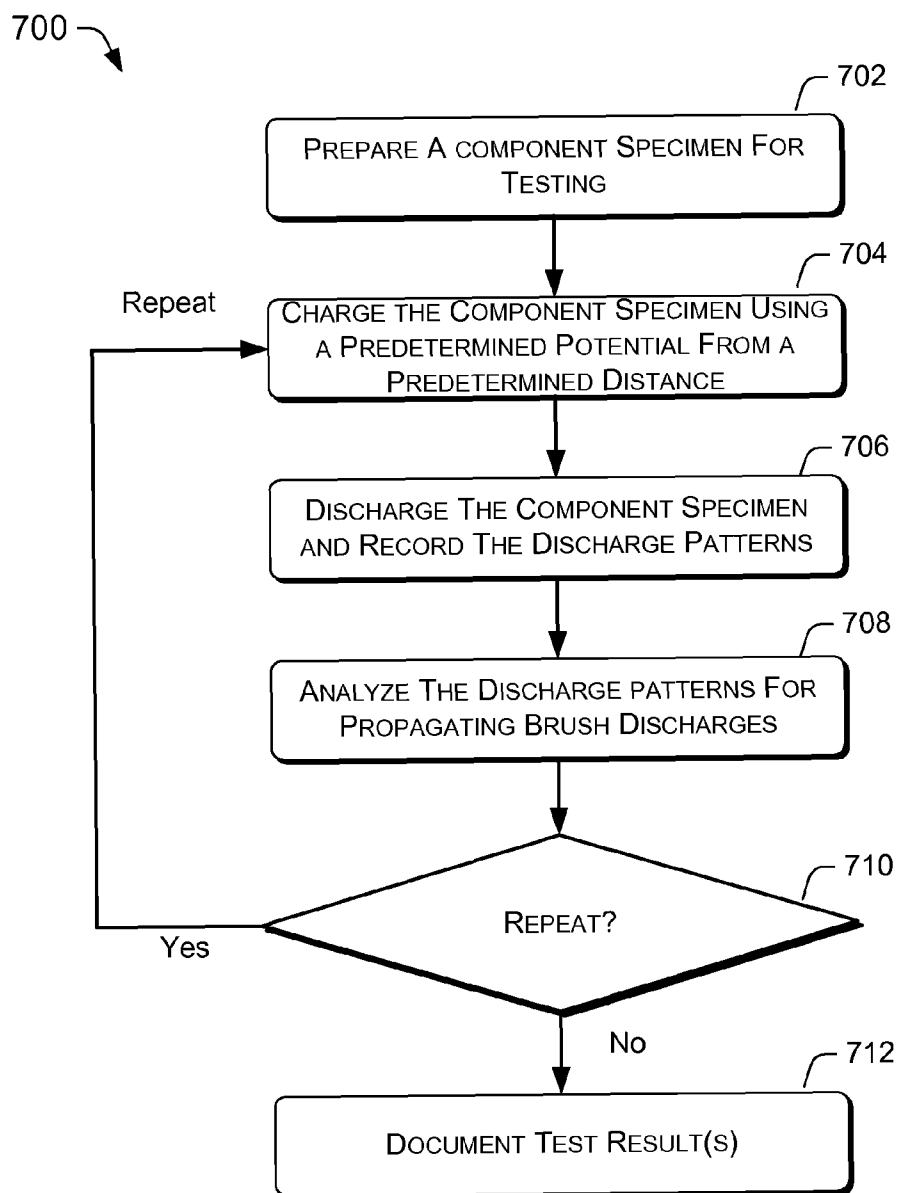 700
702
PREPARE A COMPONENT SPECIMEN FOR
TESTING
704
Repeat
CHARGE THE COMPONENT SPECIMEN USING
A PREDETERMINED POTENTIAL FROM A
PREDETERMINED DISTANCE
706
DISCHARGE THE COMPONENT SPECIMEN
AND RECORD THE DISCHARGE PATTERNS
708
ANALYZE THE DISCHARGE PATTERNS FOR
PROPAGATING BRUSH DISCHARGES
710
REPEAT?
Yes
No
712
DOCUMENT TEST RESULT(S)